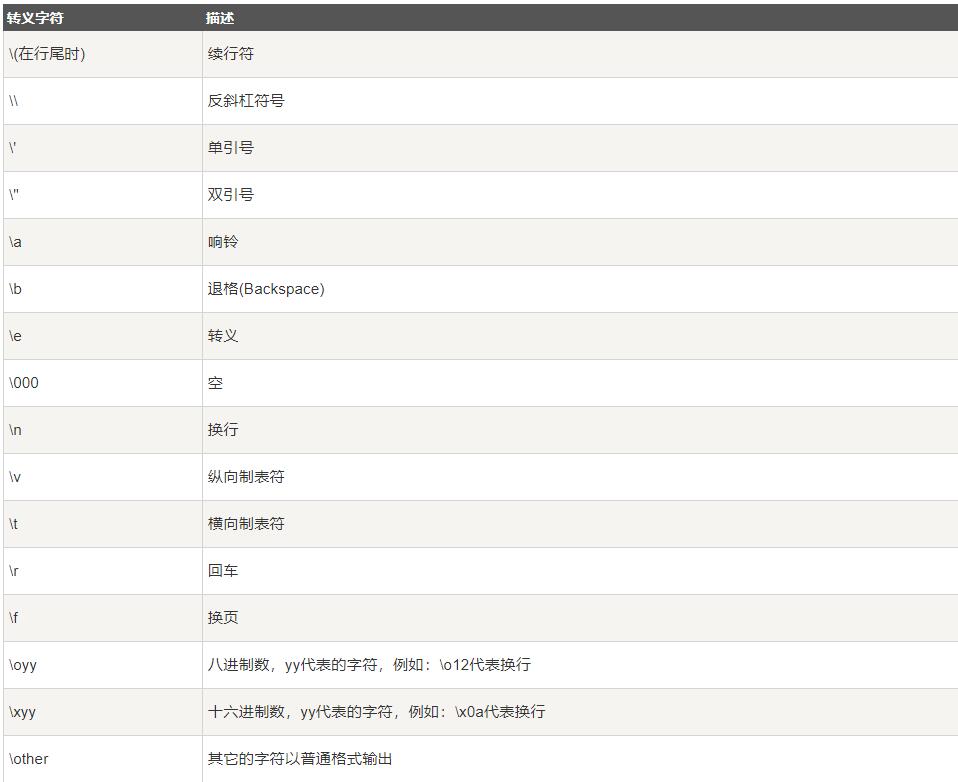 转义字符 描述
\(在行尾时) 续行符
\\ 反斜杠符号
\' 单引号
\" 双引号
\a 响铃
\b 退格(Backspace)
\e 转义
\000 空
\n 换行
\v 纵向制表符
\t 横向制表符
\r 回车
\f 换页
\oyy 八进制数，yy代表的字符，例如：\o12代表换行
\xyy 十六进制数，yy代表的字符，例如：\x0a代表换行
\other 其它的字符以普通格式输出